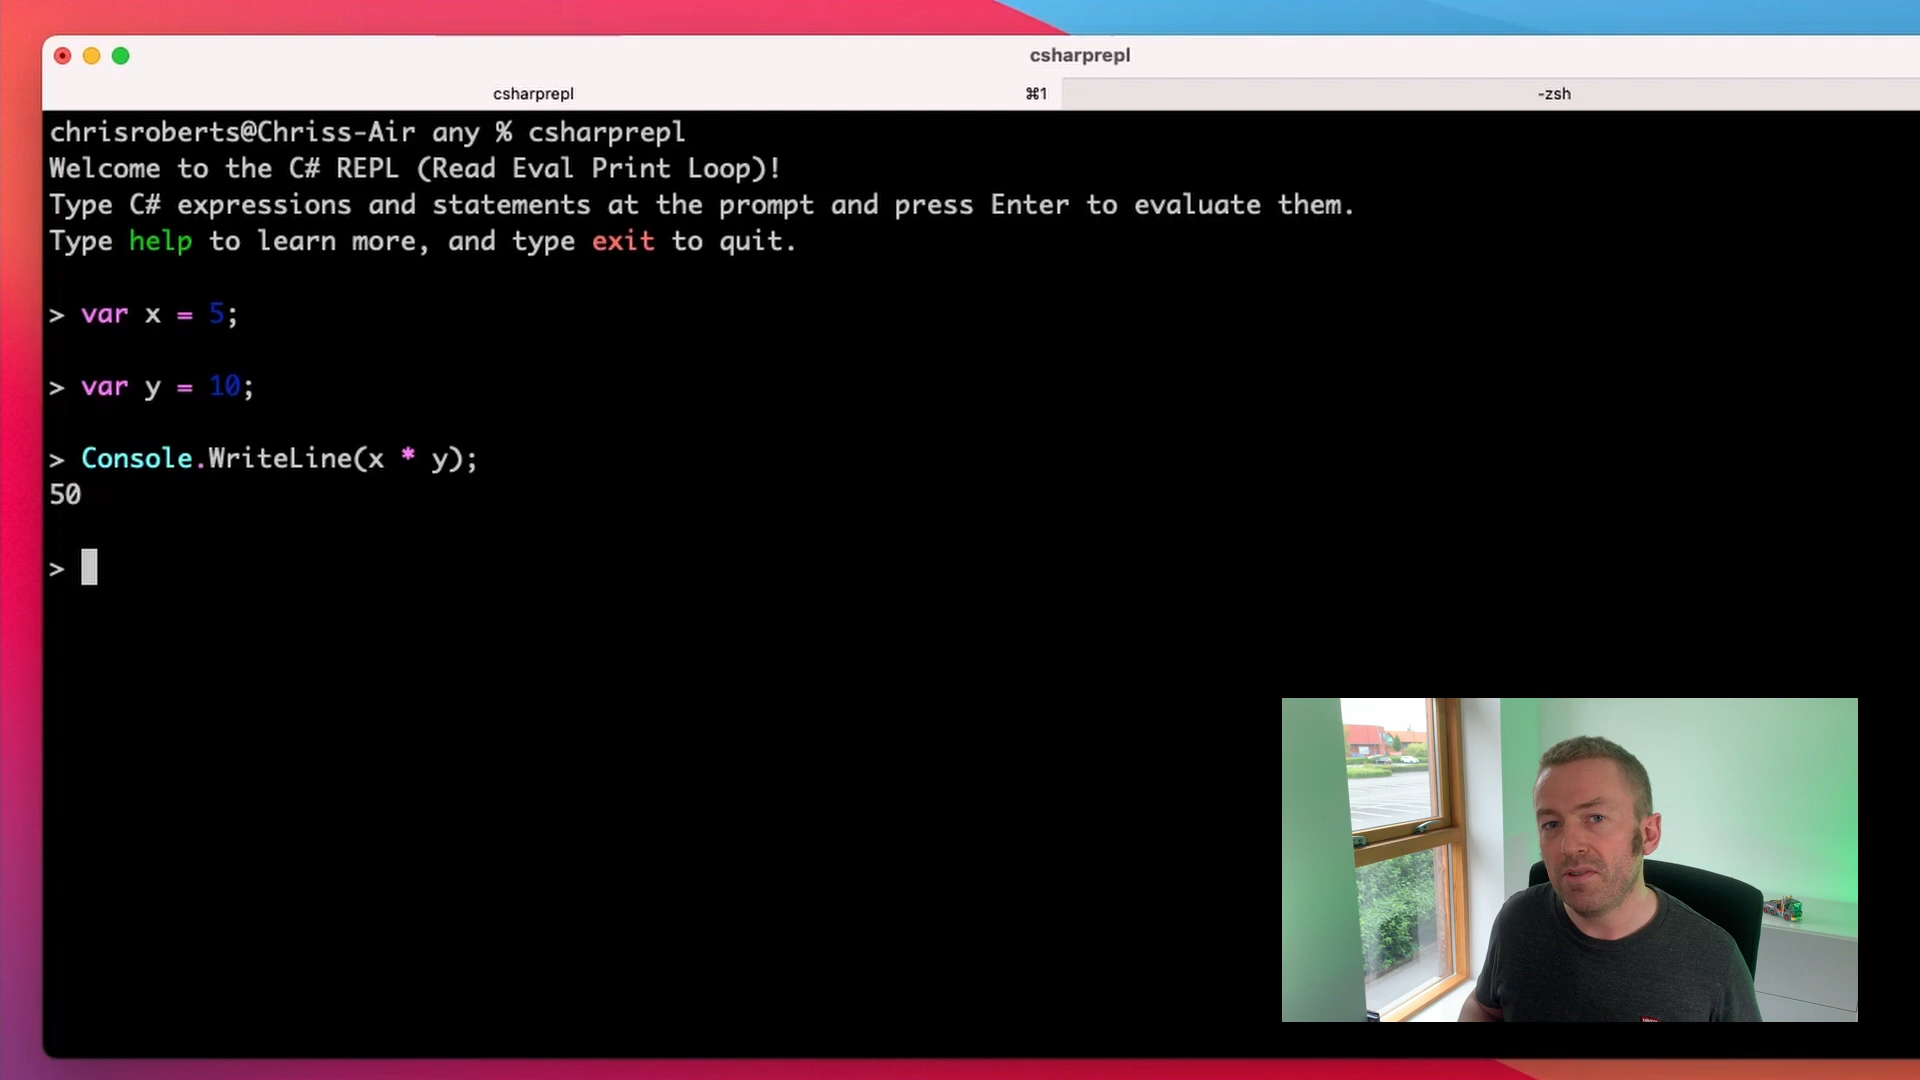 csharprepl
csharprepl ⌘1 -zsh
chrisroberts@Chriss-Air any % csharprepl
Welcome to the C# REPL (Read Eval Print Loop)!
Type C# expressions and statements at the prompt and press Enter to evaluate them.
Type help to learn more, and type exit to quit.
> var x = 5;
> var y = 10;
> Console.WriteLine(x * y);
50
>